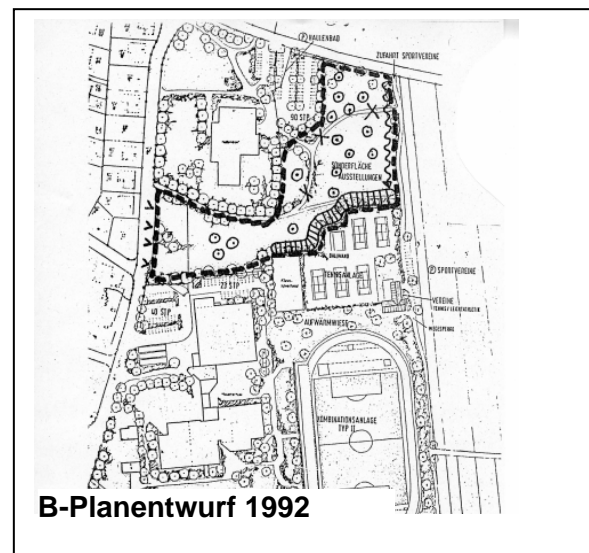 Ⓟ HALLENBAD
ZUFAHRT SPORTVEREINE
90 STP.
SONDERFLÄCHE
AUSSTELLUNGEN
TENNISANLAGE
Ⓟ SPORTVEREINE
22 STP.
VEREINE
40 STP.
AUFWÄRMWIESE
KOMBINATIONSANLAGE
TYP II
B-Planentwurf 1992